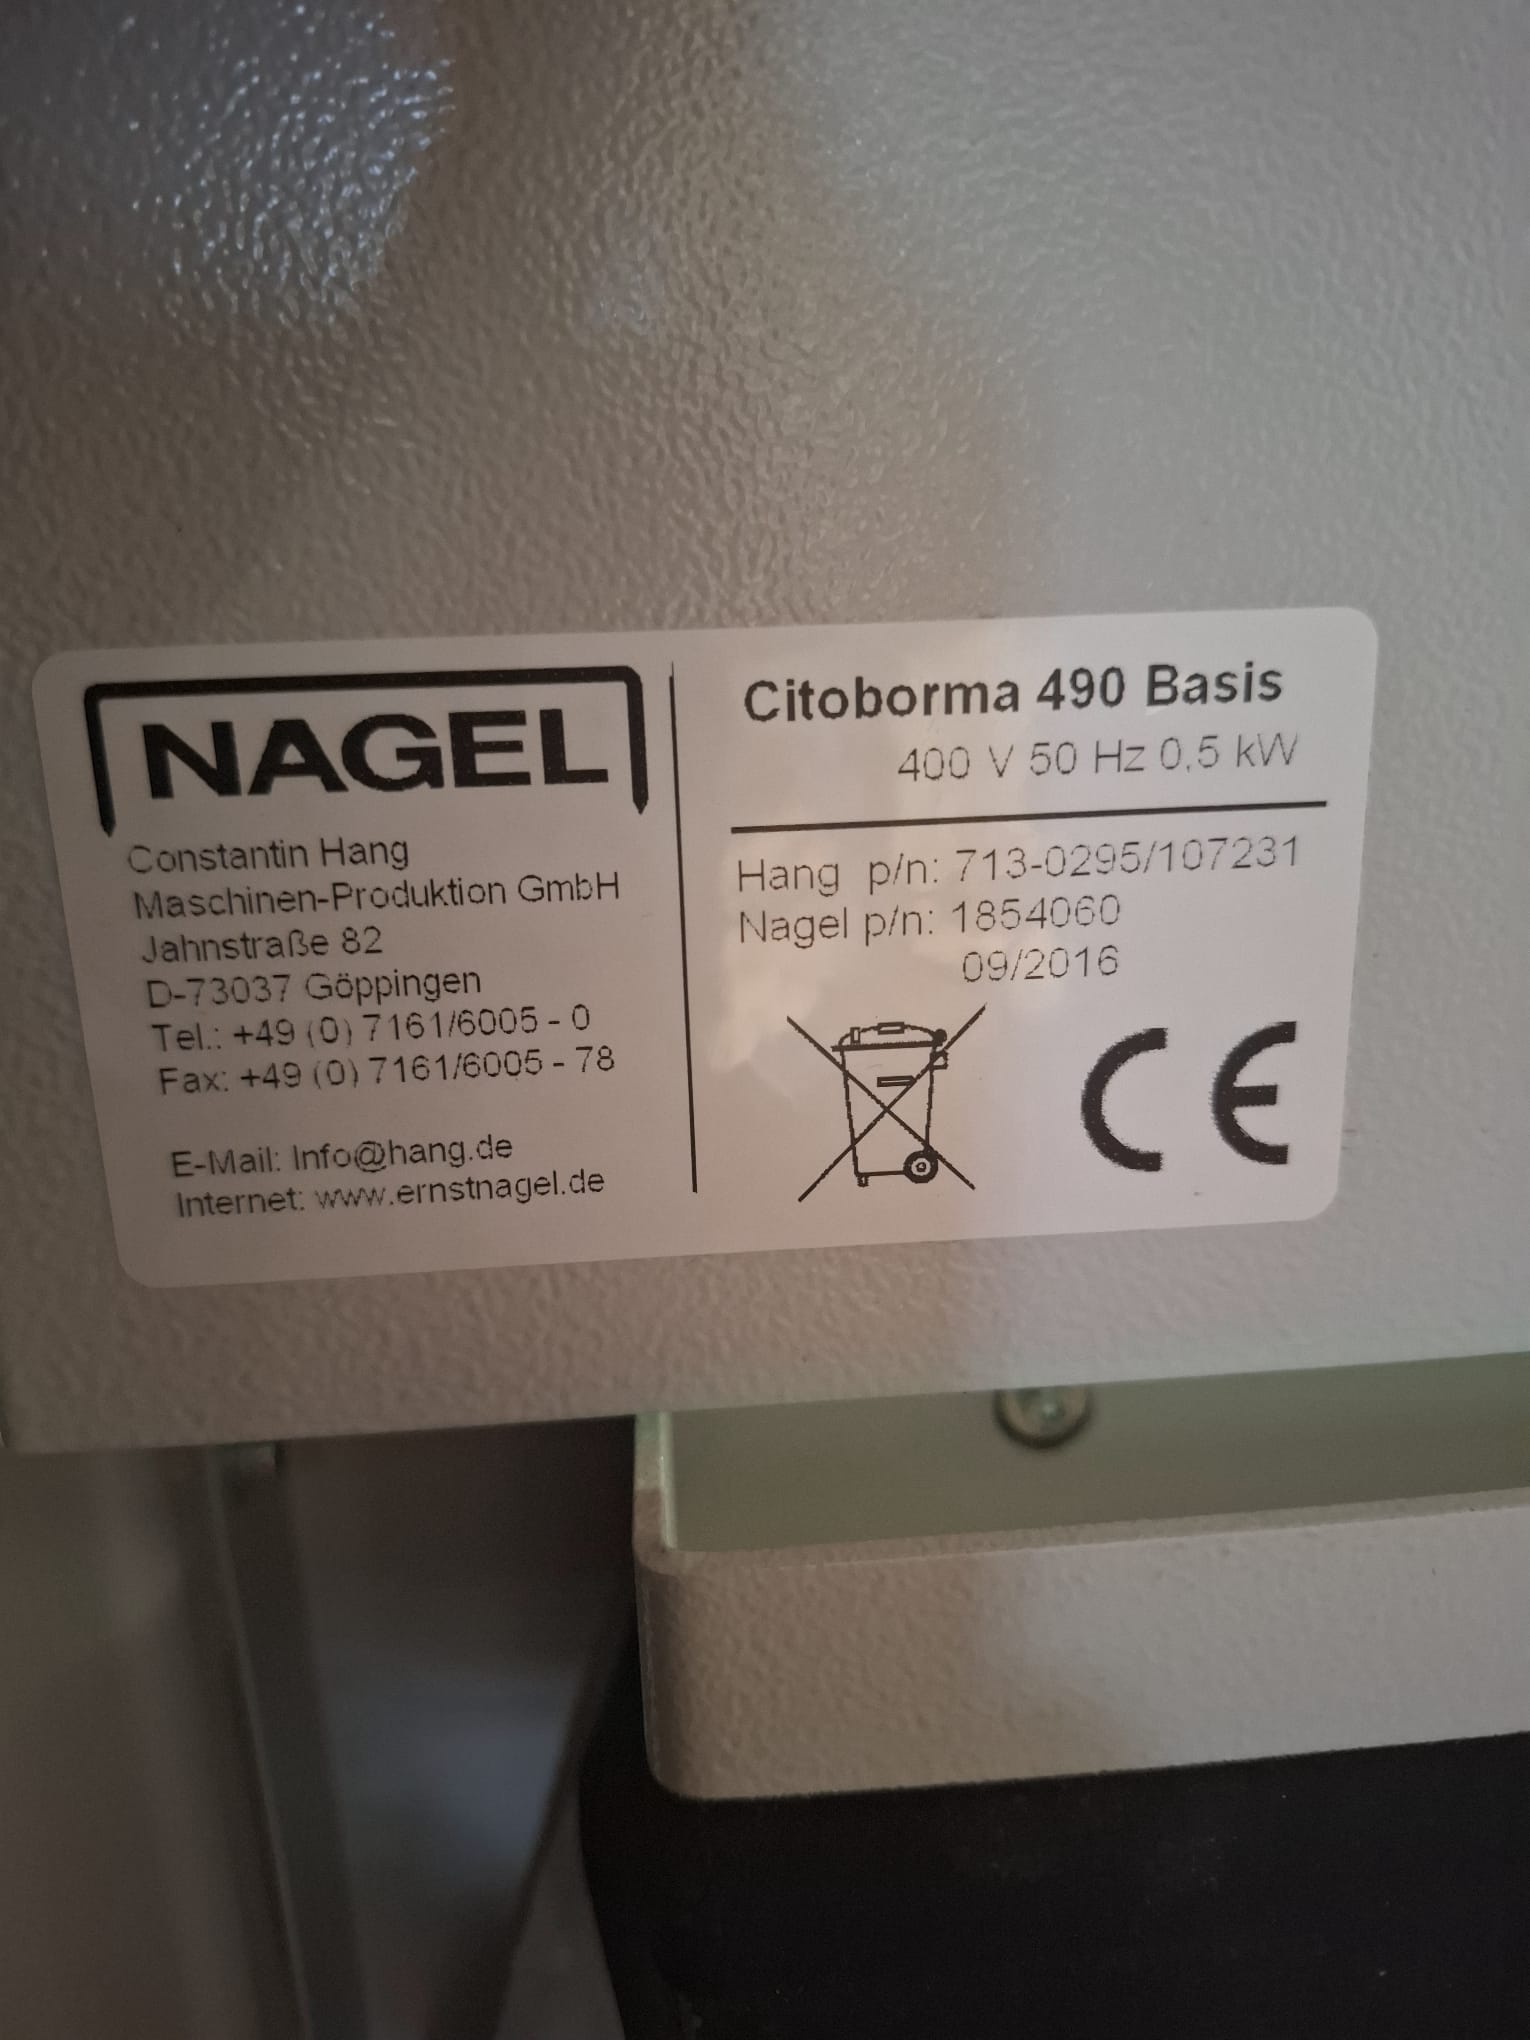 NAGEL
Constantin Hang
Maschinen-Produktion GmbH
Jahnstraße 82
D-73037 Göppingen
Tel.: +49 (0) 7161/6005 - 0
Fax: +49 (0) 7161/6005 - 78
E-Mail: Info@hang.de
Internet: www.ernstnagel.de
Citoborma 490 Basis
400 V 50 Hz 0,5 kW
Hang p/n: 713-0295/107231
Nagel p/n: 1854060
09/2016
CE